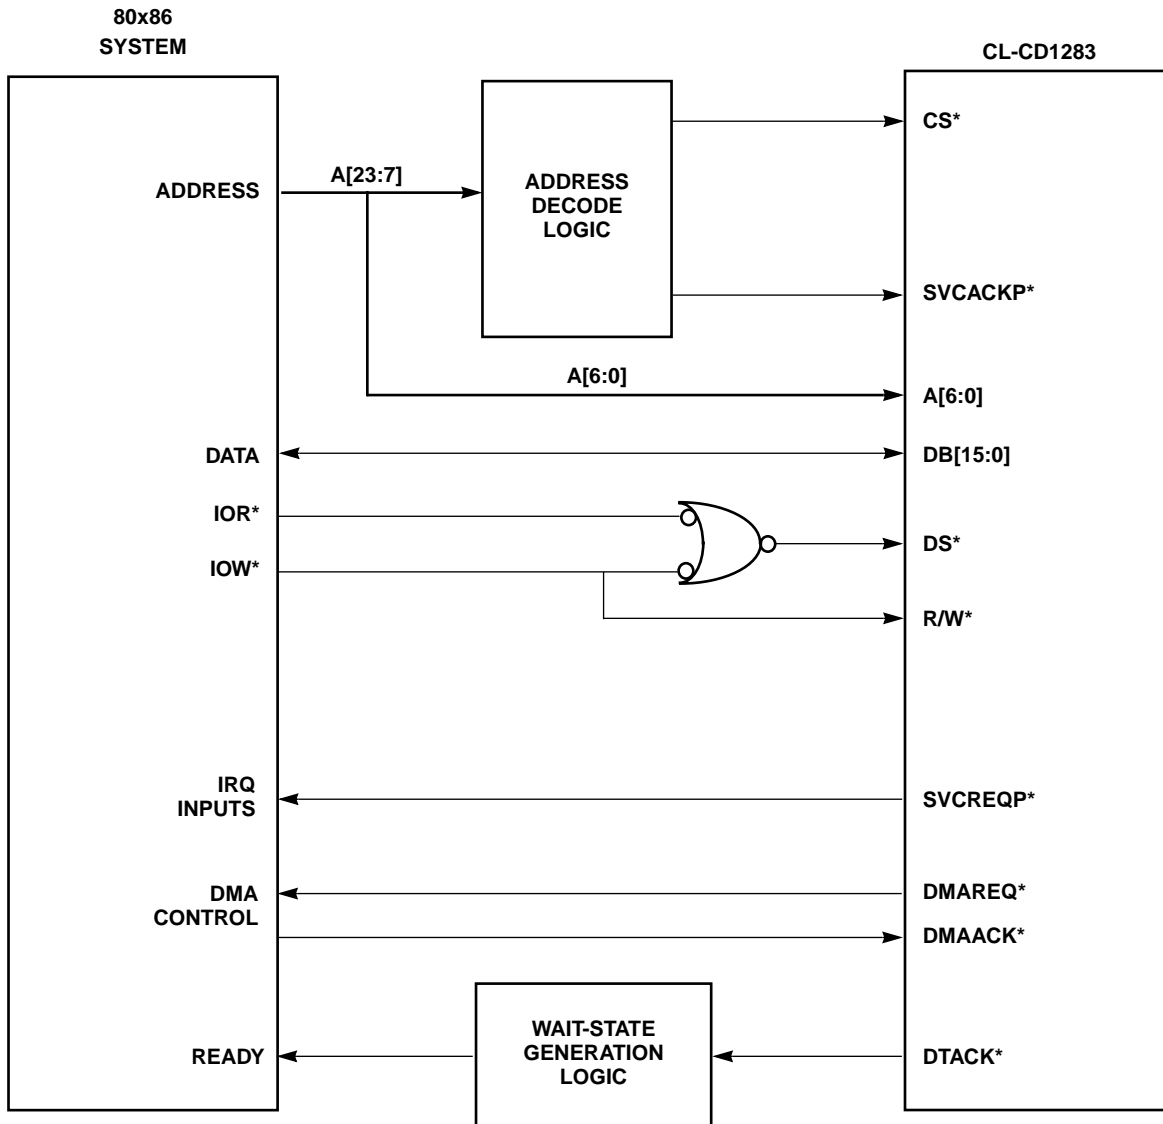 80x86
SYSTEM
CL-CD1283
CS*
A[23:7]
ADDRESS
ADDRESS
DECODE
LOGIC
SVCACKP*
A[6:0]
A[6:0]
DATA
DB[15:0]
IOR*
DS*
IOW*
R/W*
IRQ
INPUTS
SVCREQP*
DMA
CONTROL
DMAREQ*
DMAACK*
READY
WAIT-STATE
GENERATION
LOGIC
DTACK*